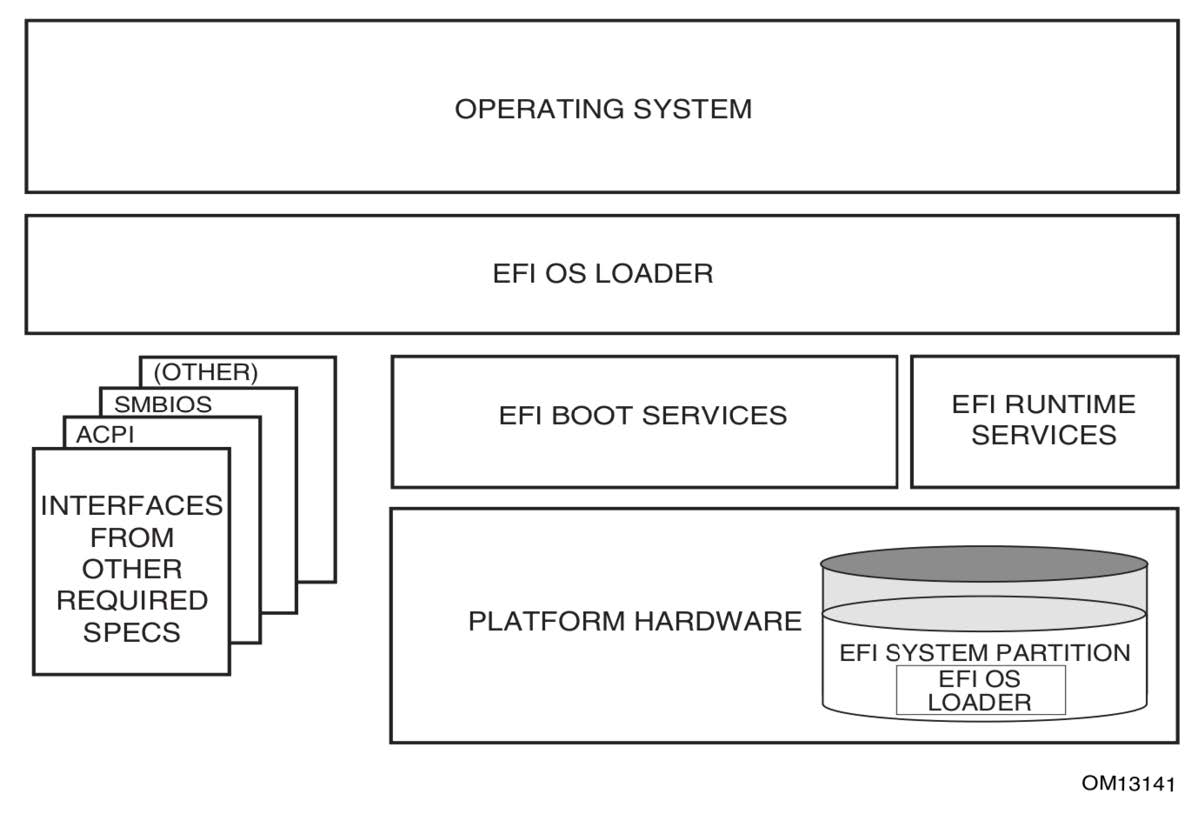 OPERATING SYSTEM
EFI OS LOADER
(OTHER)
SMBIOS
ACPI
INTERFACES
FROM
OTHER
REQUIRED
SPECS
EFI BOOT SERVICES
EFI RUNTIME
SERVICES
PLATFORM HARDWARE
EFI SYSTEM PARTITION
EFI OS
LOADER
OM13141